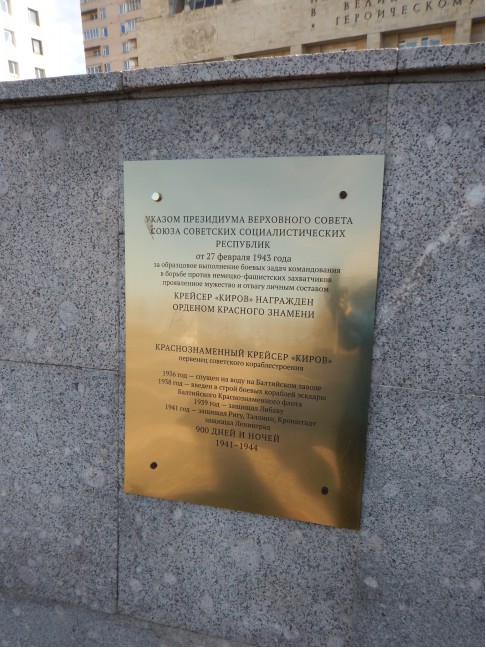 В ВЕЛИ
ГЕРОИЧЕСКОМУ
УКАЗОМ ПРЕЗИДИУМА ВЕРХОВНОГО СОВЕТА
СОЮЗА СОВЕТСКИХ СОЦИАЛИСТИЧЕСКИХ
РЕСПУБЛИК
от 27 февраля 1943 года
за образцовое выполнение боевых задач командования
в борьбе против немецко-фашистских захватчиков
проявленное мужество и отвагу личным составом
КРЕЙСЕР «КИРОВ» НАГРАЖДЕН
ОРДЕНОМ КРАСНОГО ЗНАМЕНИ
КРАСНОЗНАМЕННЫЙ КРЕЙСЕР «КИРОВ»
первенец советского кораблестроения
1936 год — спущен на воду на Балтийском заводе
1938 год — введен в строй боевых кораблей эскадры
Балтийского Краснознаменного флота
1939 год — защищал Либаву
1941 год — защищал Ригу, Таллинн, Кронштадт
защищал Ленинград
900 ДНЕЙ И НОЧЕЙ
1941–1944